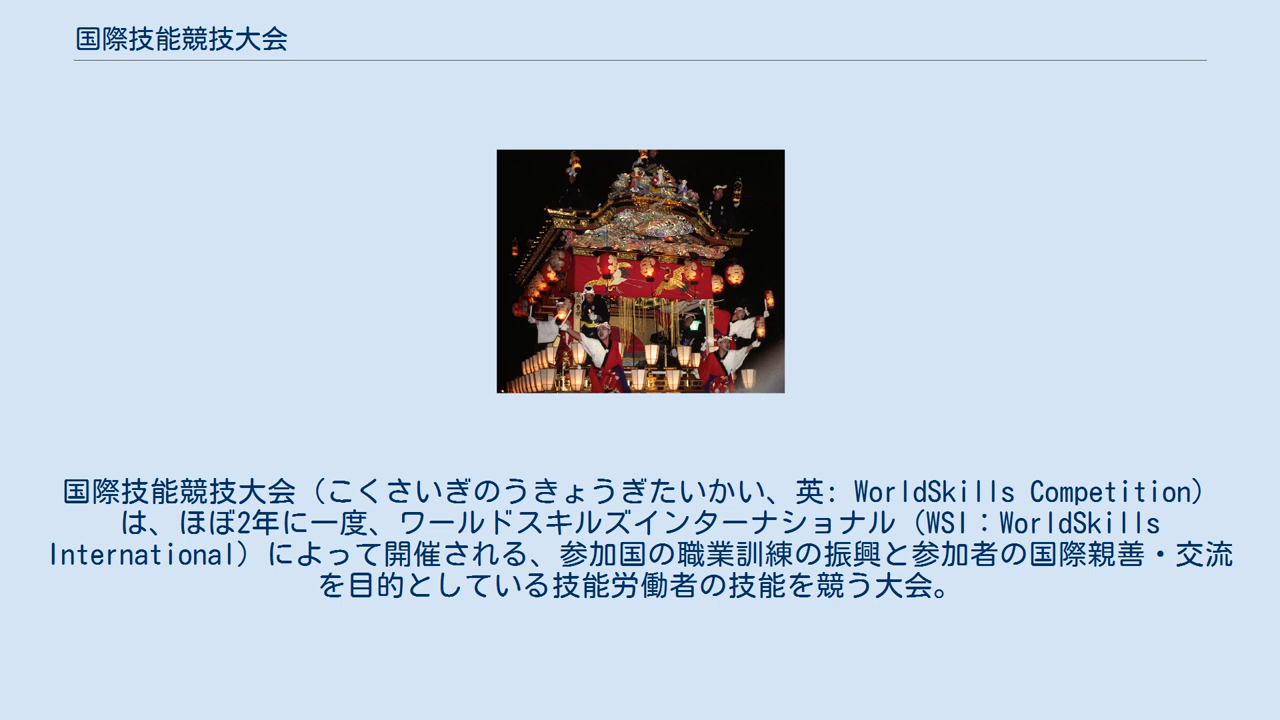 国際技能競技大会
国際技能競技大会（こくさいぎのうきょうぎたいかい、英: WorldSkills Competition）
は、ほぼ2年に一度、ワールドスキルズインターナショナル（WSI：WorldSkills
International）によって開催される、参加国の職業訓練の振興と参加者の国際親善・交流
を目的としている技能労働者の技能を競う大会。